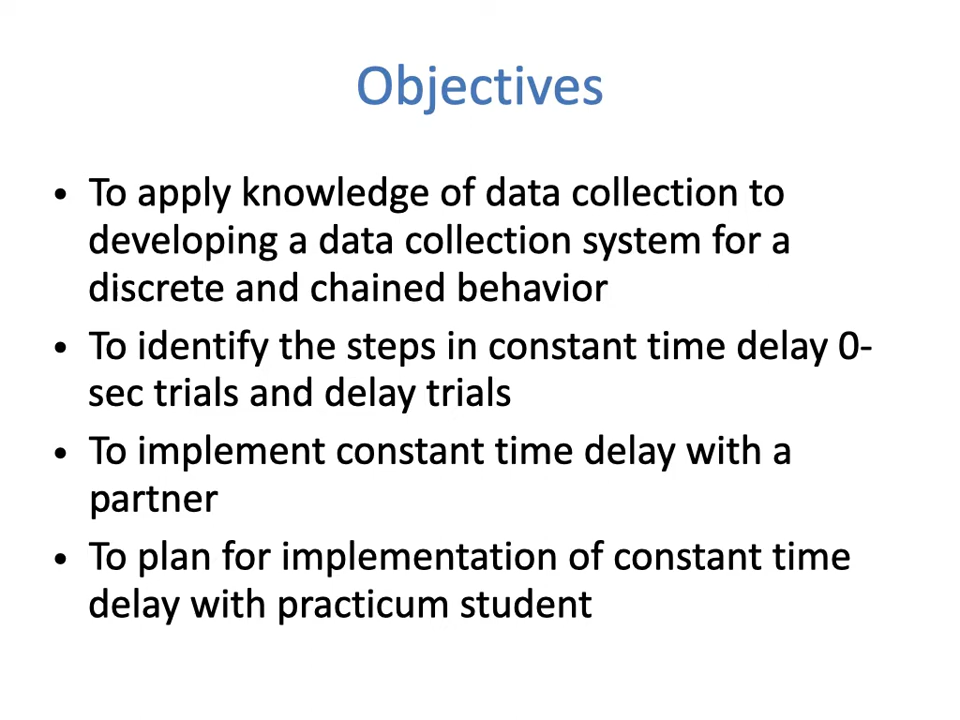 Objectives
• To apply knowledge of data collection to
developing a data collection system for a
discrete and chained behavior
• To identify the steps in constant time delay 0-
sec trials and delay trials
• To implement constant time delay with a
partner
• To plan for implementation of constant time
delay with practicum student